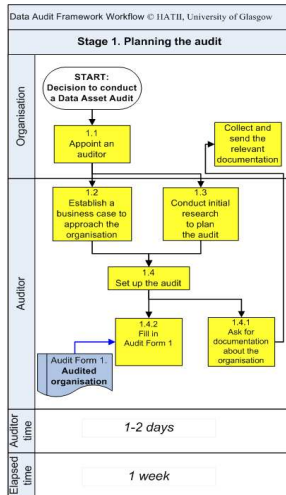 Data Audit Framework Workflow © HATII, University of Glasgow
Stage 1. Planning the audit
Organisation
START:
Decision to conduct
a Data Asset Audit
1.1
Appoint an
auditor
Collect and
send the
relevant
documentation
Auditor
1.2
Establish a
business case to
approach the
organisation
1.3
Conduct initial
research
to plan
the audit
1.4
Set up the audit
1.4.2
Fill in
Audit Form 1
1.4.1
Ask for
documentation
about the
organisation
Audit Form 1.
Audited
organisation
Auditor
time
1-2 days
Elapsed
time
1 week